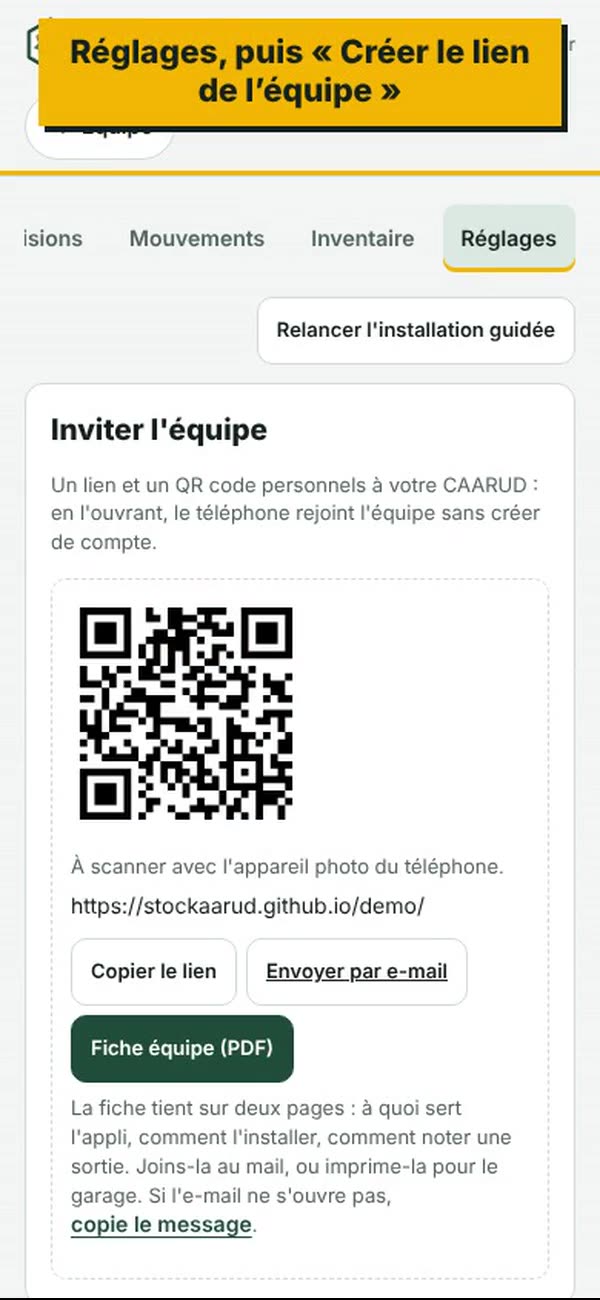 Réglages, puis « Créer le lien
de l’équipe »
r
isions
Mouvements
Inventaire
Réglages
Relancer l'installation guidée
Inviter l'équipe
Un lien et un QR code personnels à votre CAARUD :
en l'ouvrant, le téléphone rejoint l'équipe sans créer
de compte.
À scanner avec l'appareil photo du téléphone.
https://stockaarud.github.io/demo/
Copier le lien
Envoyer par e-mail
Fiche équipe (PDF)
La fiche tient sur deux pages : à quoi sert
l'appli, comment l'installer, comment noter une
sortie. Joins-la au mail, ou imprime-la pour le
garage. Si l'e-mail ne s'ouvre pas,
copie le message.